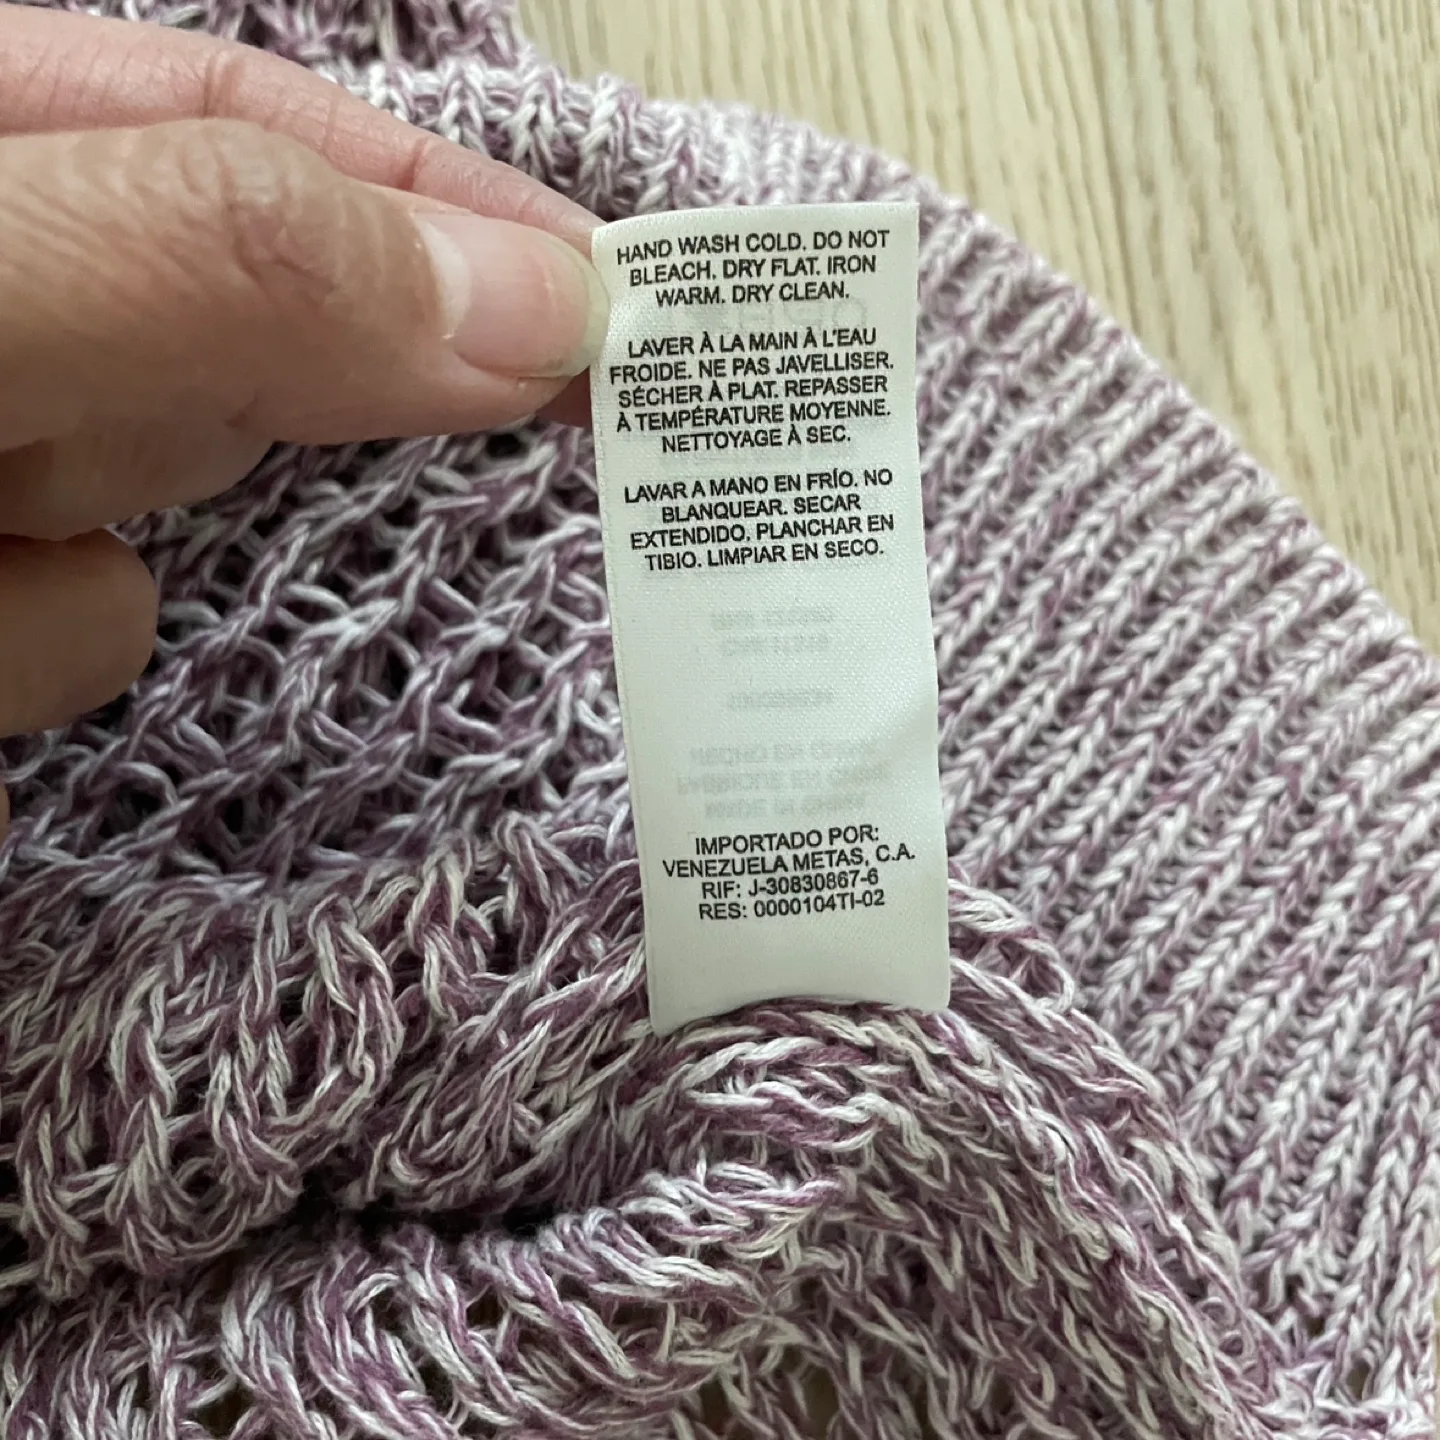 HAND WASH COLD. DO NOT
BLEACH. DRY FLAT. IRON
WARM. DRY CLEAN.
LAVER À LA MAIN À L'EAU
FROIDE. NE PAS JAVELLISER.
SÉCHER À PLAT. REPASSER
À TEMPÉRATURE MOYENNE.
NETTOYAGE À SEC.
LAVAR A MANO EN FRÍO. NO
BLANQUEAR. SECAR
EXTENDIDO. PLANCHAR EN
TIBIO. LIMPIAR EN SECO.
IMPORTADO POR:
VENEZUELA METAS, C.A.
RIF: J-30830867-6
RES: 0000104TI-02